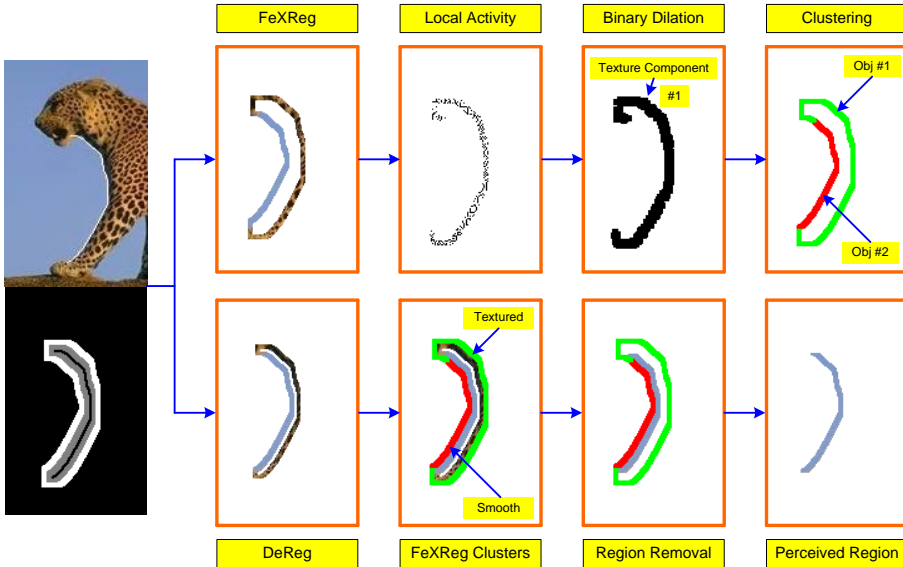 FeXReg
Local Activity
Binary Dilation
Clustering
Texture Component
#1
Obj #1
Obj #2
Textured
Smooth
DeReg
FeXReg Clusters
Region Removal
Perceived Region